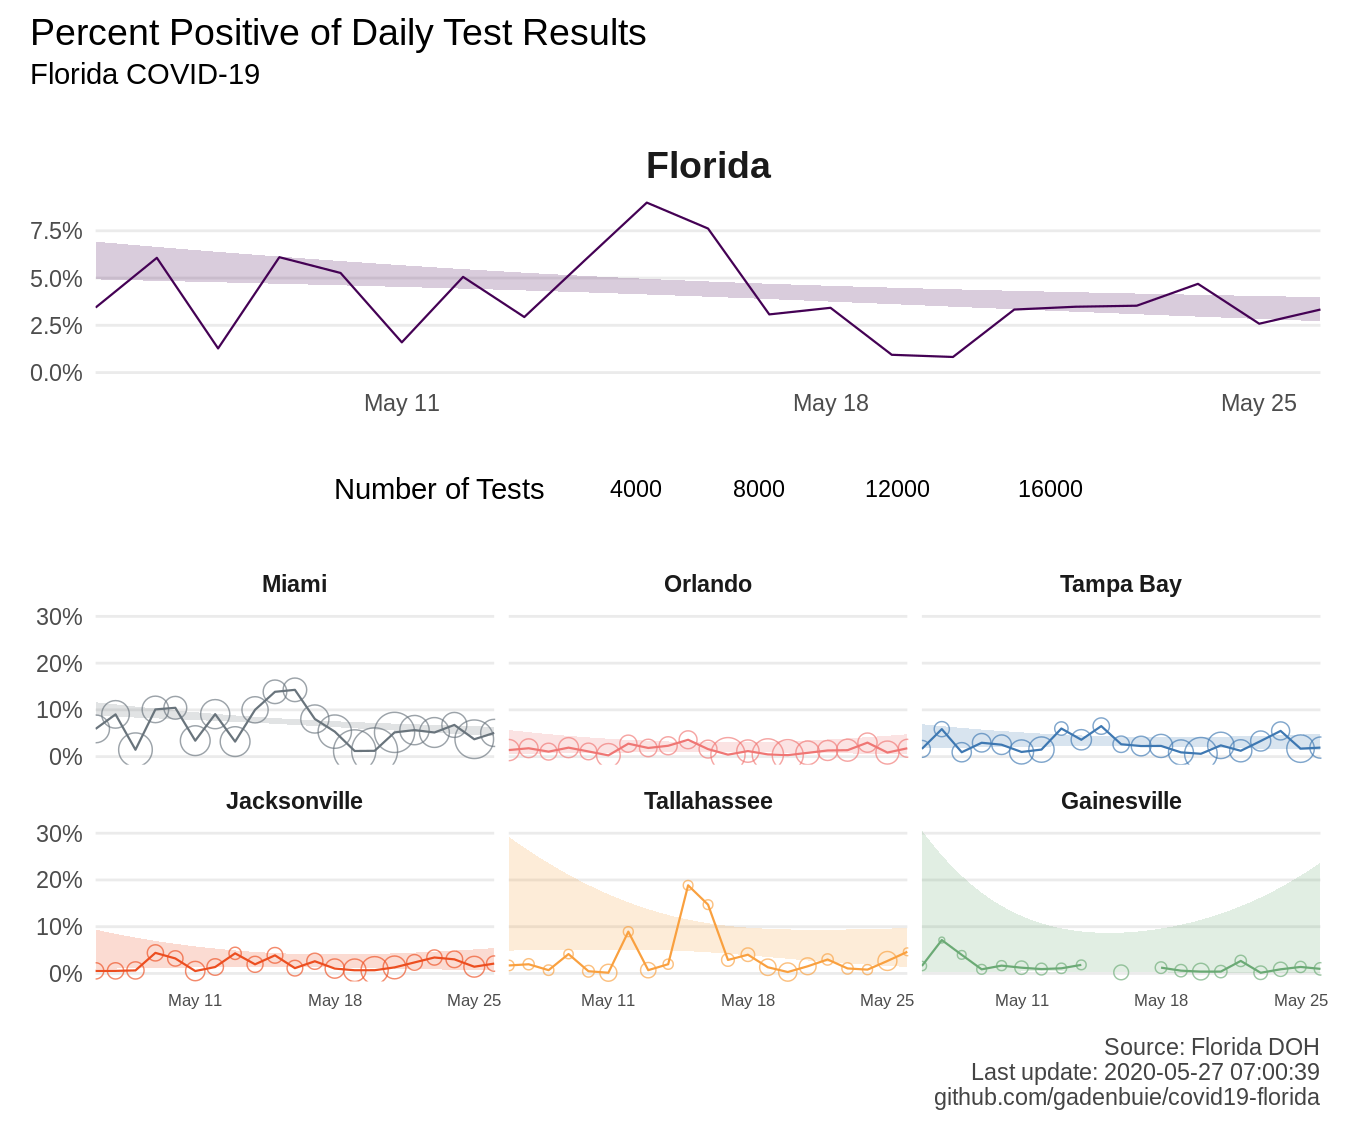 Percent Positive of Daily Test Results
Florida COVID-19
Florida
7.5%
5.0%
2.5%
0.0%
May 11 May 18 May 25
Number of Tests 4000 8000 12000 16000
Miami Orlando Tampa Bay
30%
20%
10%
0%
Jacksonville Tallahassee Gainesville
30%
20%
10%
0%
May 11 May 18 May 25 May 11 May 18 May 25 May 11 May 18 May 25
Source: Florida DOH
Last update: 2020-05-27 07:00:39
github.com/gadenbuie/covid19-florida